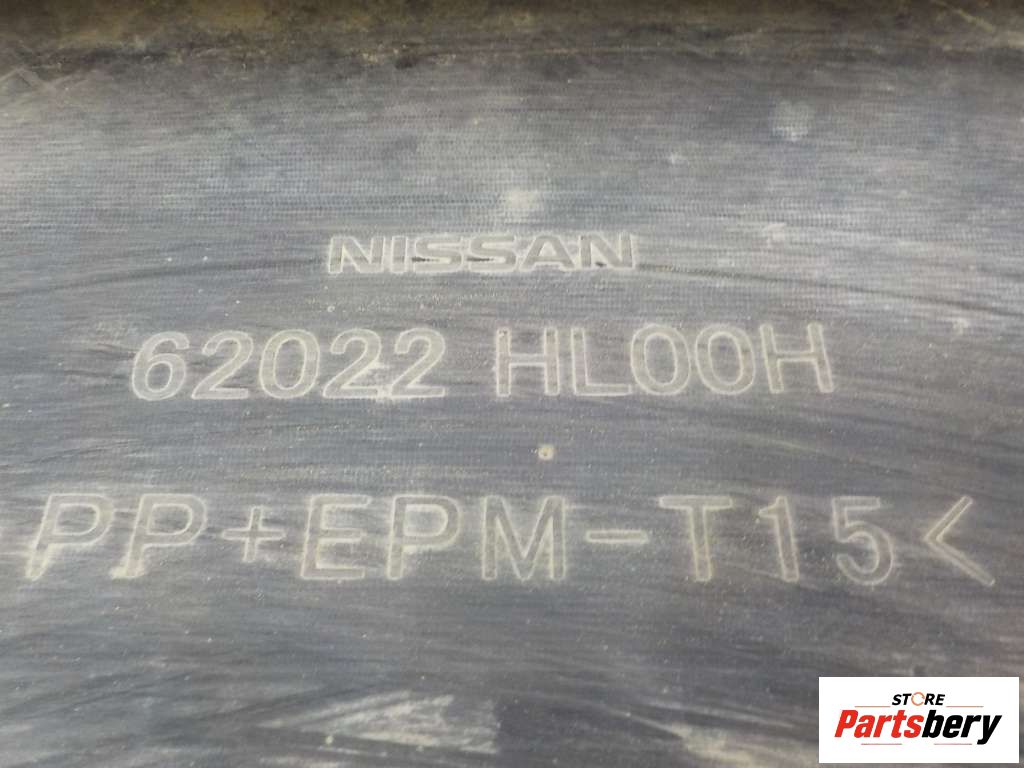 NISSAN
62022 HL00H
PP+EPM-T15<
STORE
Partsbery